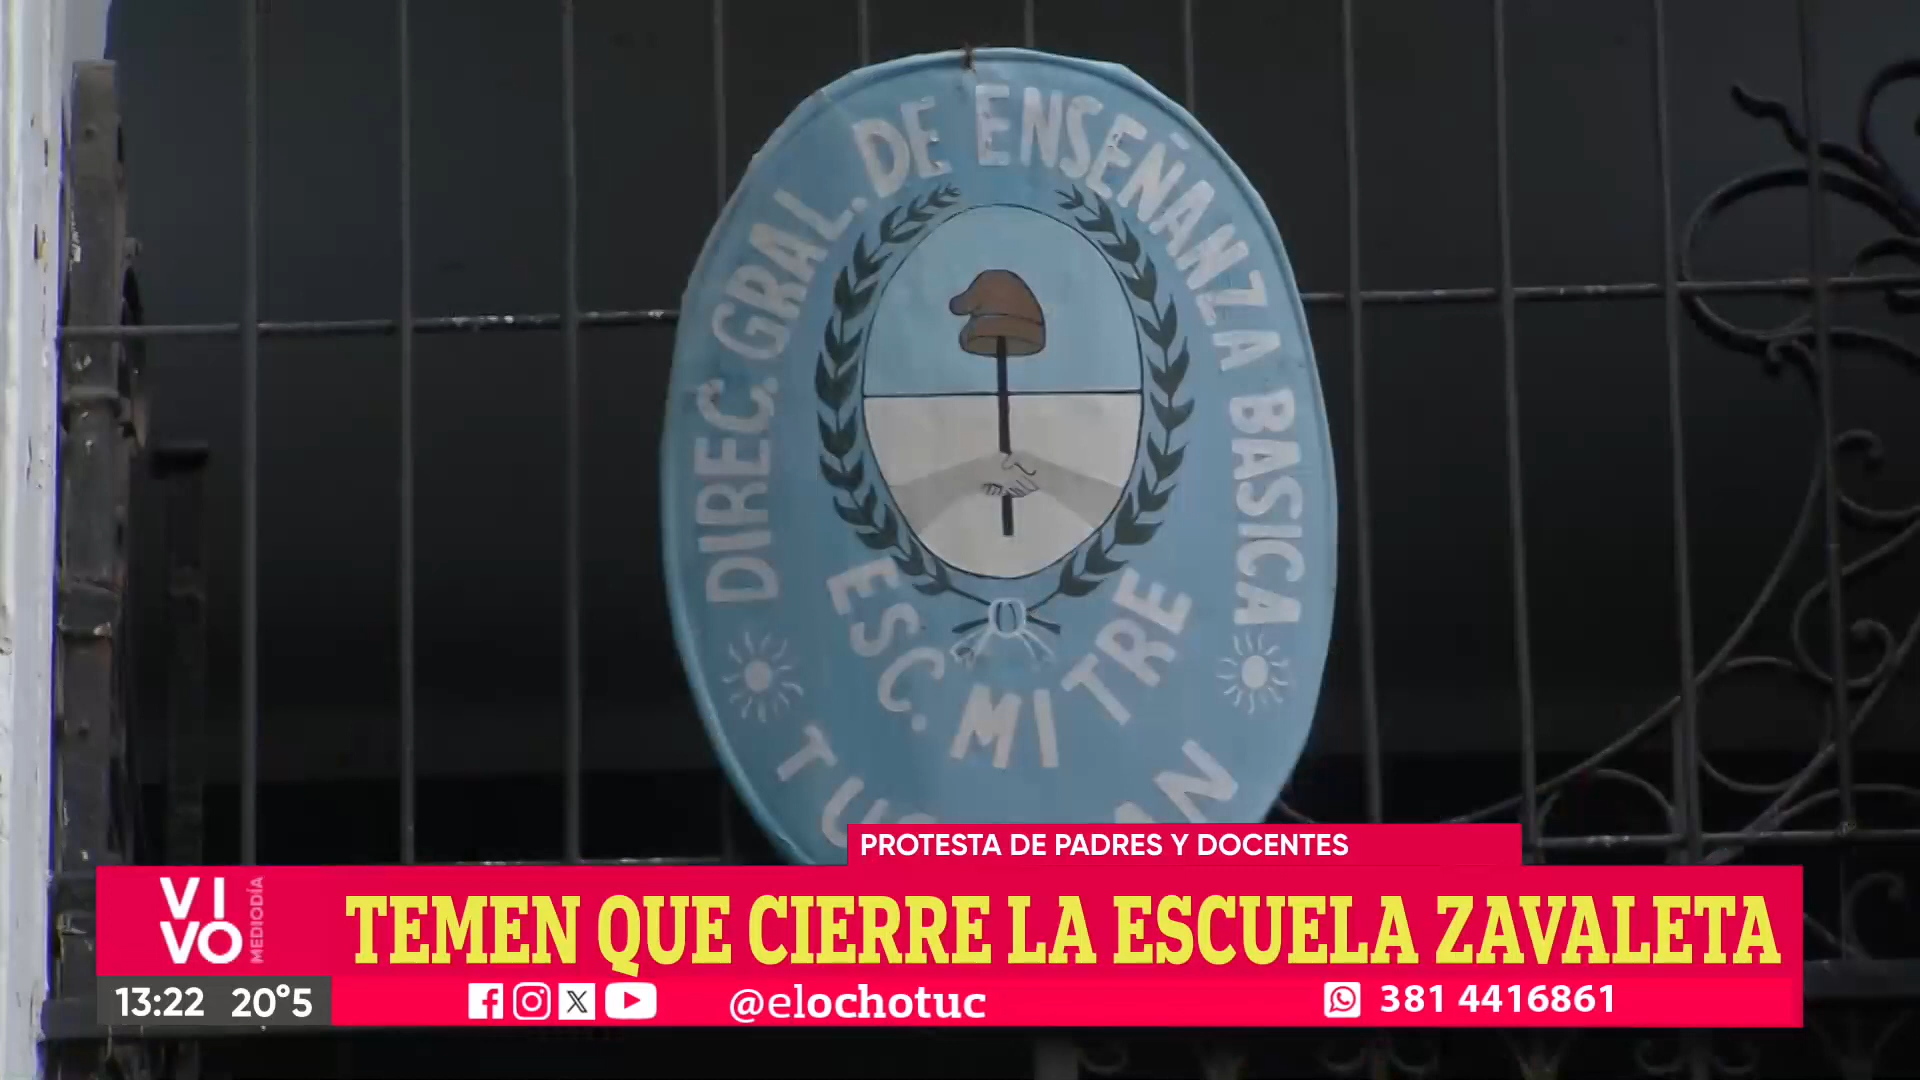 DIREC. GRAL. DE ENSEÑANZA BASICA
ESC. MITRE
PROTESTA DE PADRES Y DOCENTES
VIVO
MEDIODÍA
TEMEN QUE CIERRE LA ESCUELA ZAVALETA
13:22 20°5
@elochotuc
381 4416861